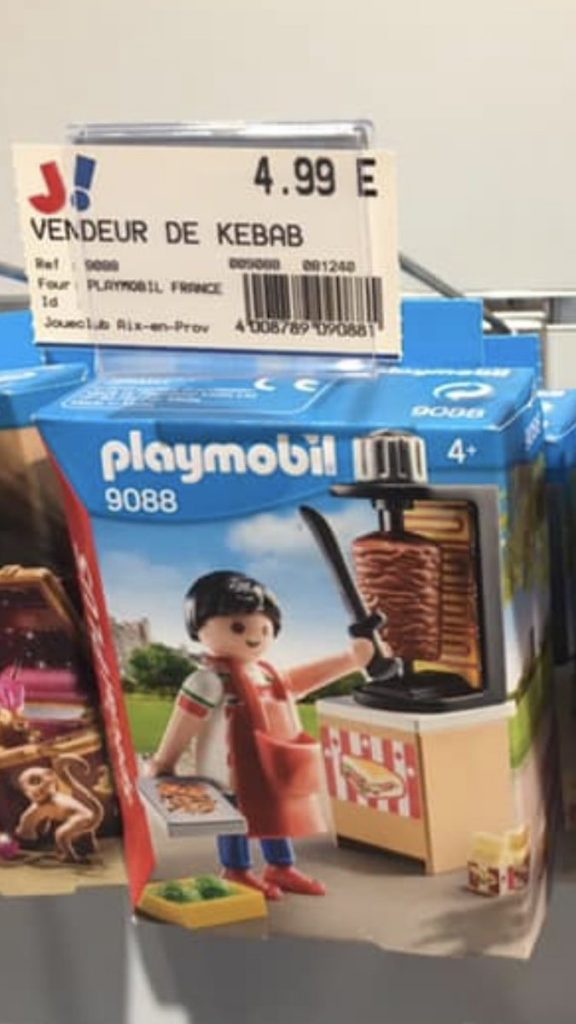 J!
4.99 E
VENDEUR DE KEBAB
Ref : 9088
009088 081240
Four PLAYMOBIL FRANCE
Id
Joueclub Aix-en-Prov
4 008789 090881
9088
playmobil
4+
9088